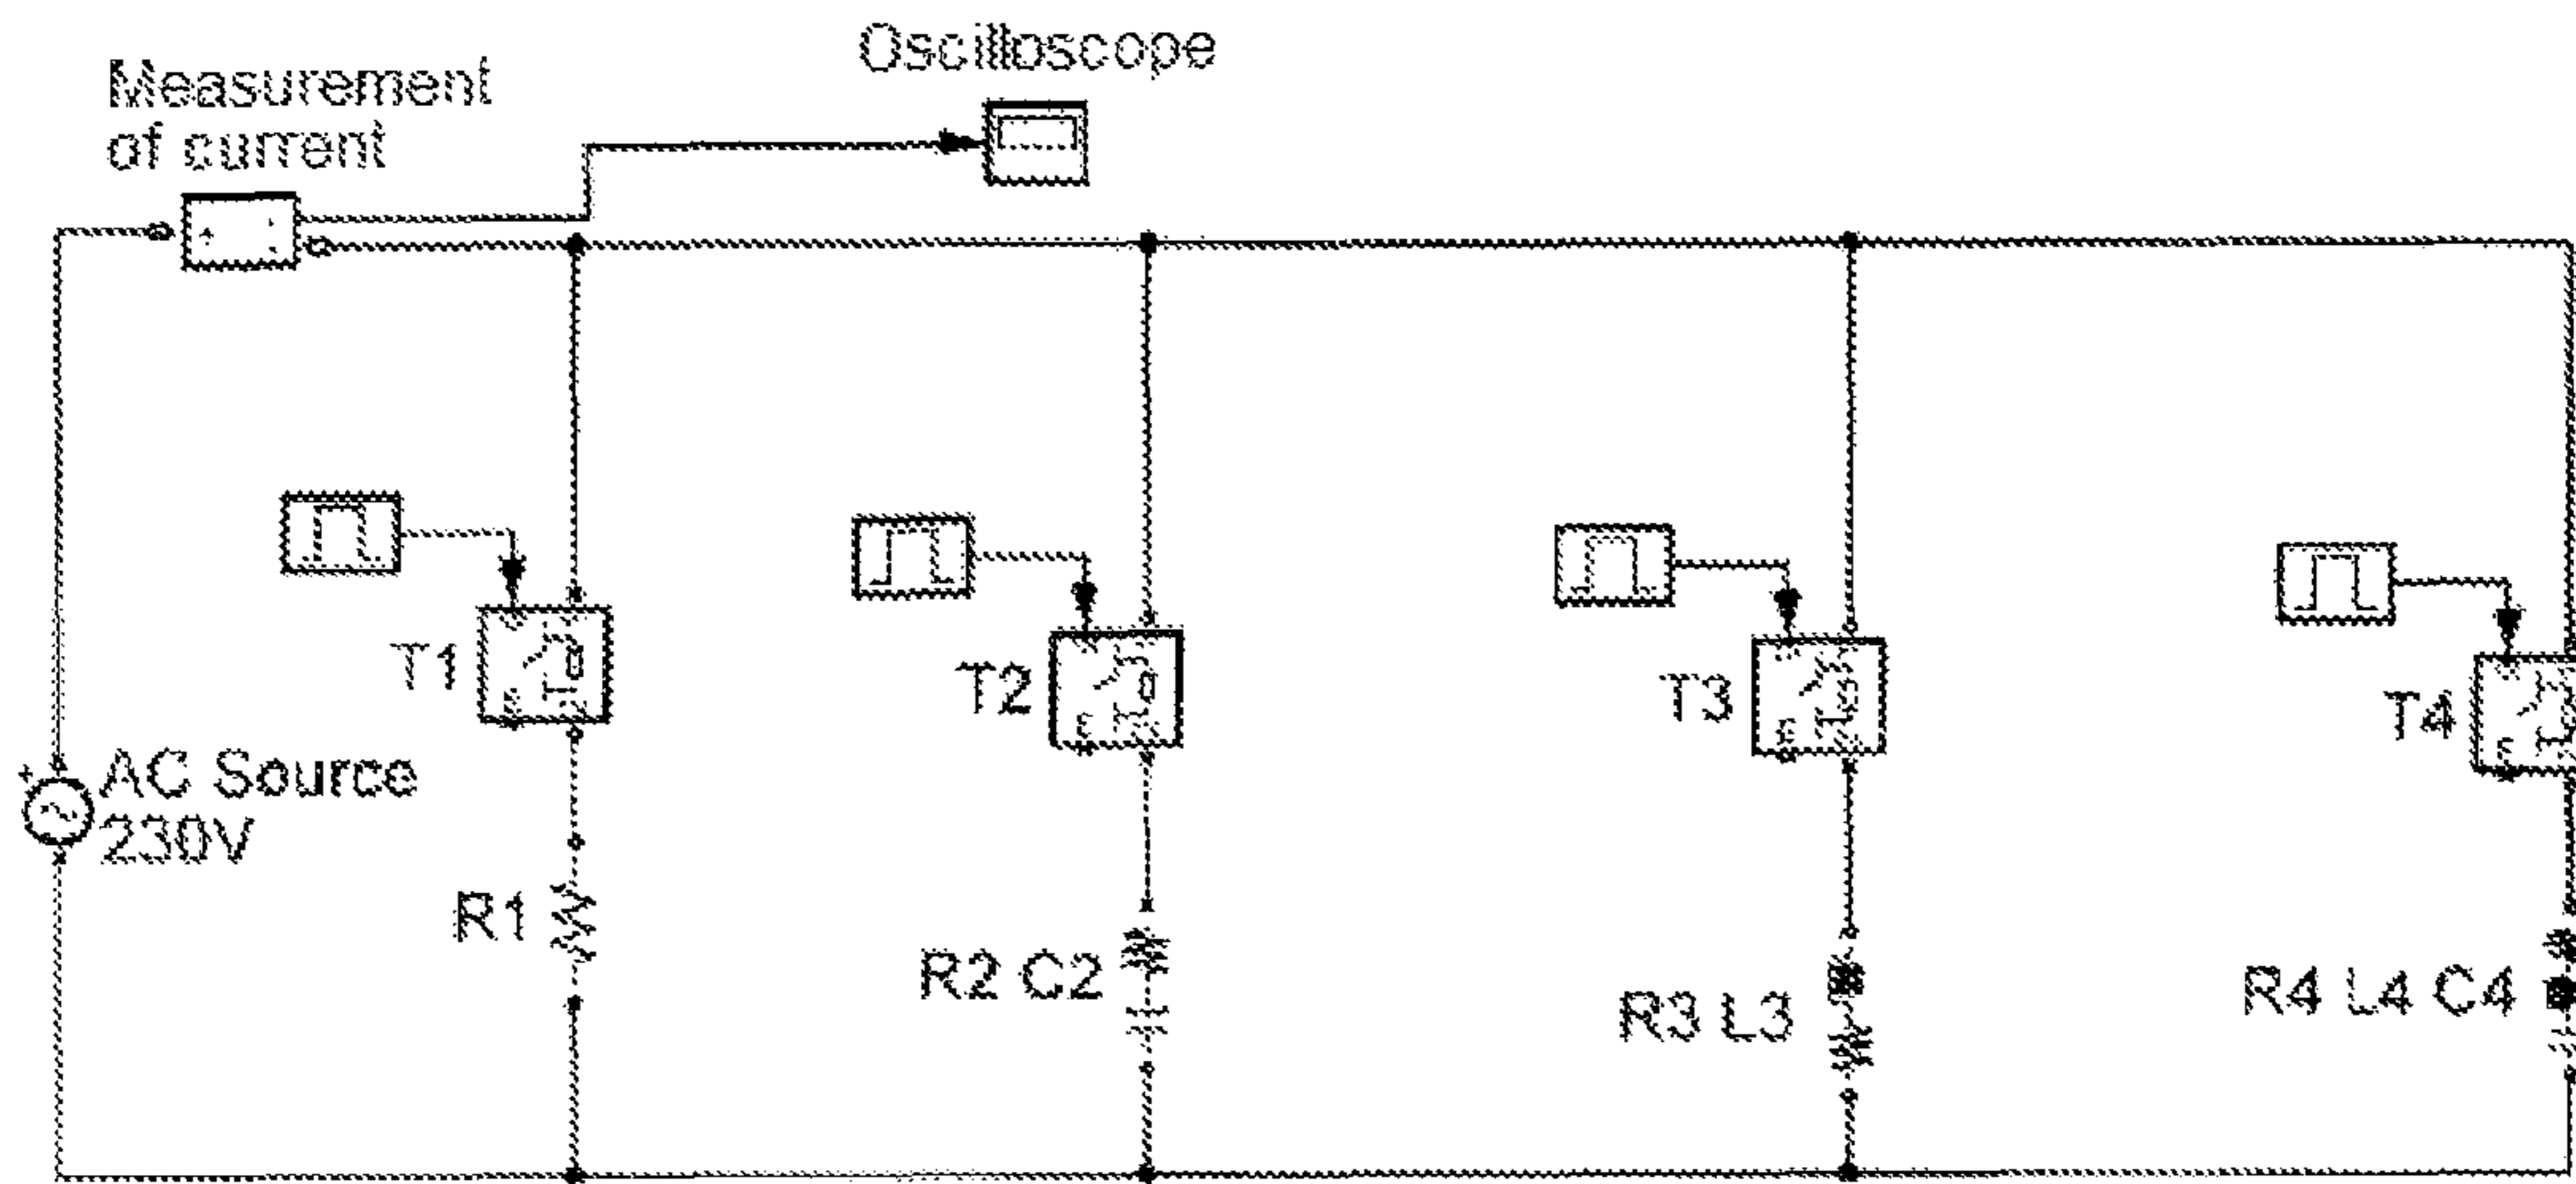 Oscilloscope
Measurement
of current
T1
T2
T3
T4
AC Source
230V
R1
R2 C2
R3 L3
R4 L4 C4